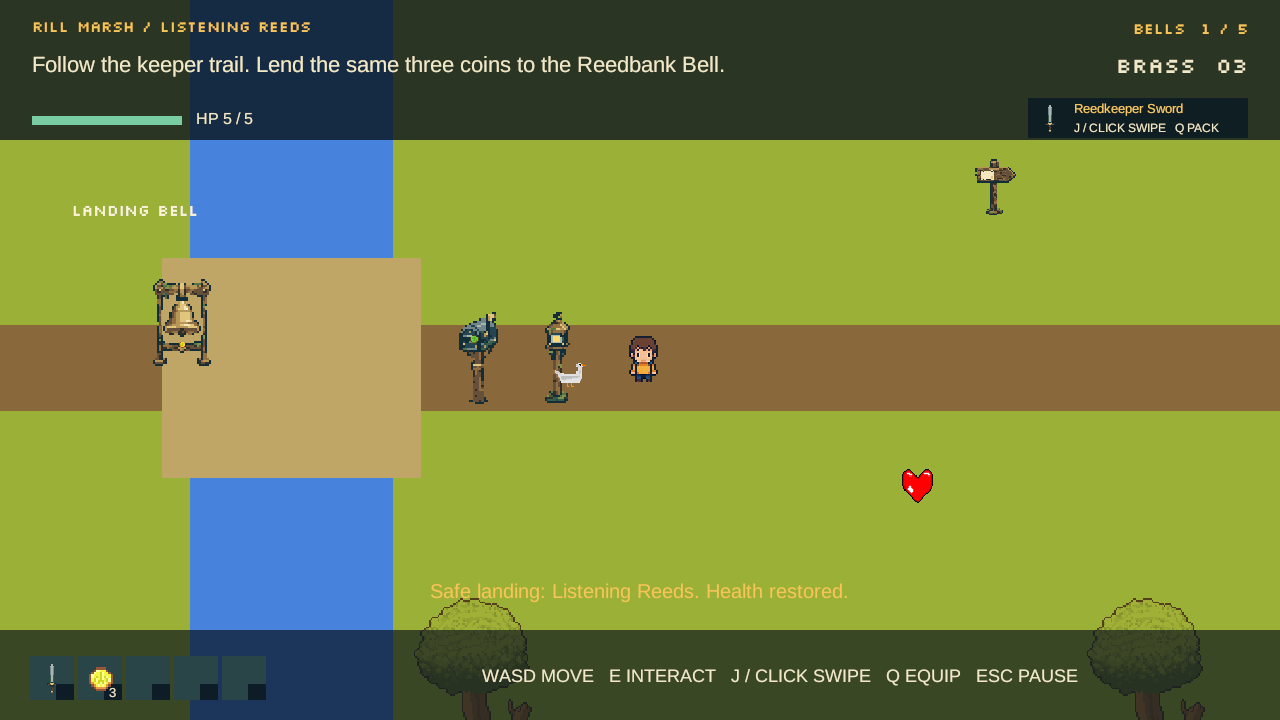 RILL MARSH / LISTENING REEDS
BELLS 1 / 5
Follow the keeper trail. Lend the same three coins to the Reedbank Bell.
BRASS 03
HP 5 / 5
Reedkeeper Sword
J / CLICK SWIPE Q PACK
LANDING BELL
Safe landing: Listening Reeds. Health restored.
3
WASD MOVE E INTERACT J / CLICK SWIPE Q EQUIP ESC PAUSE